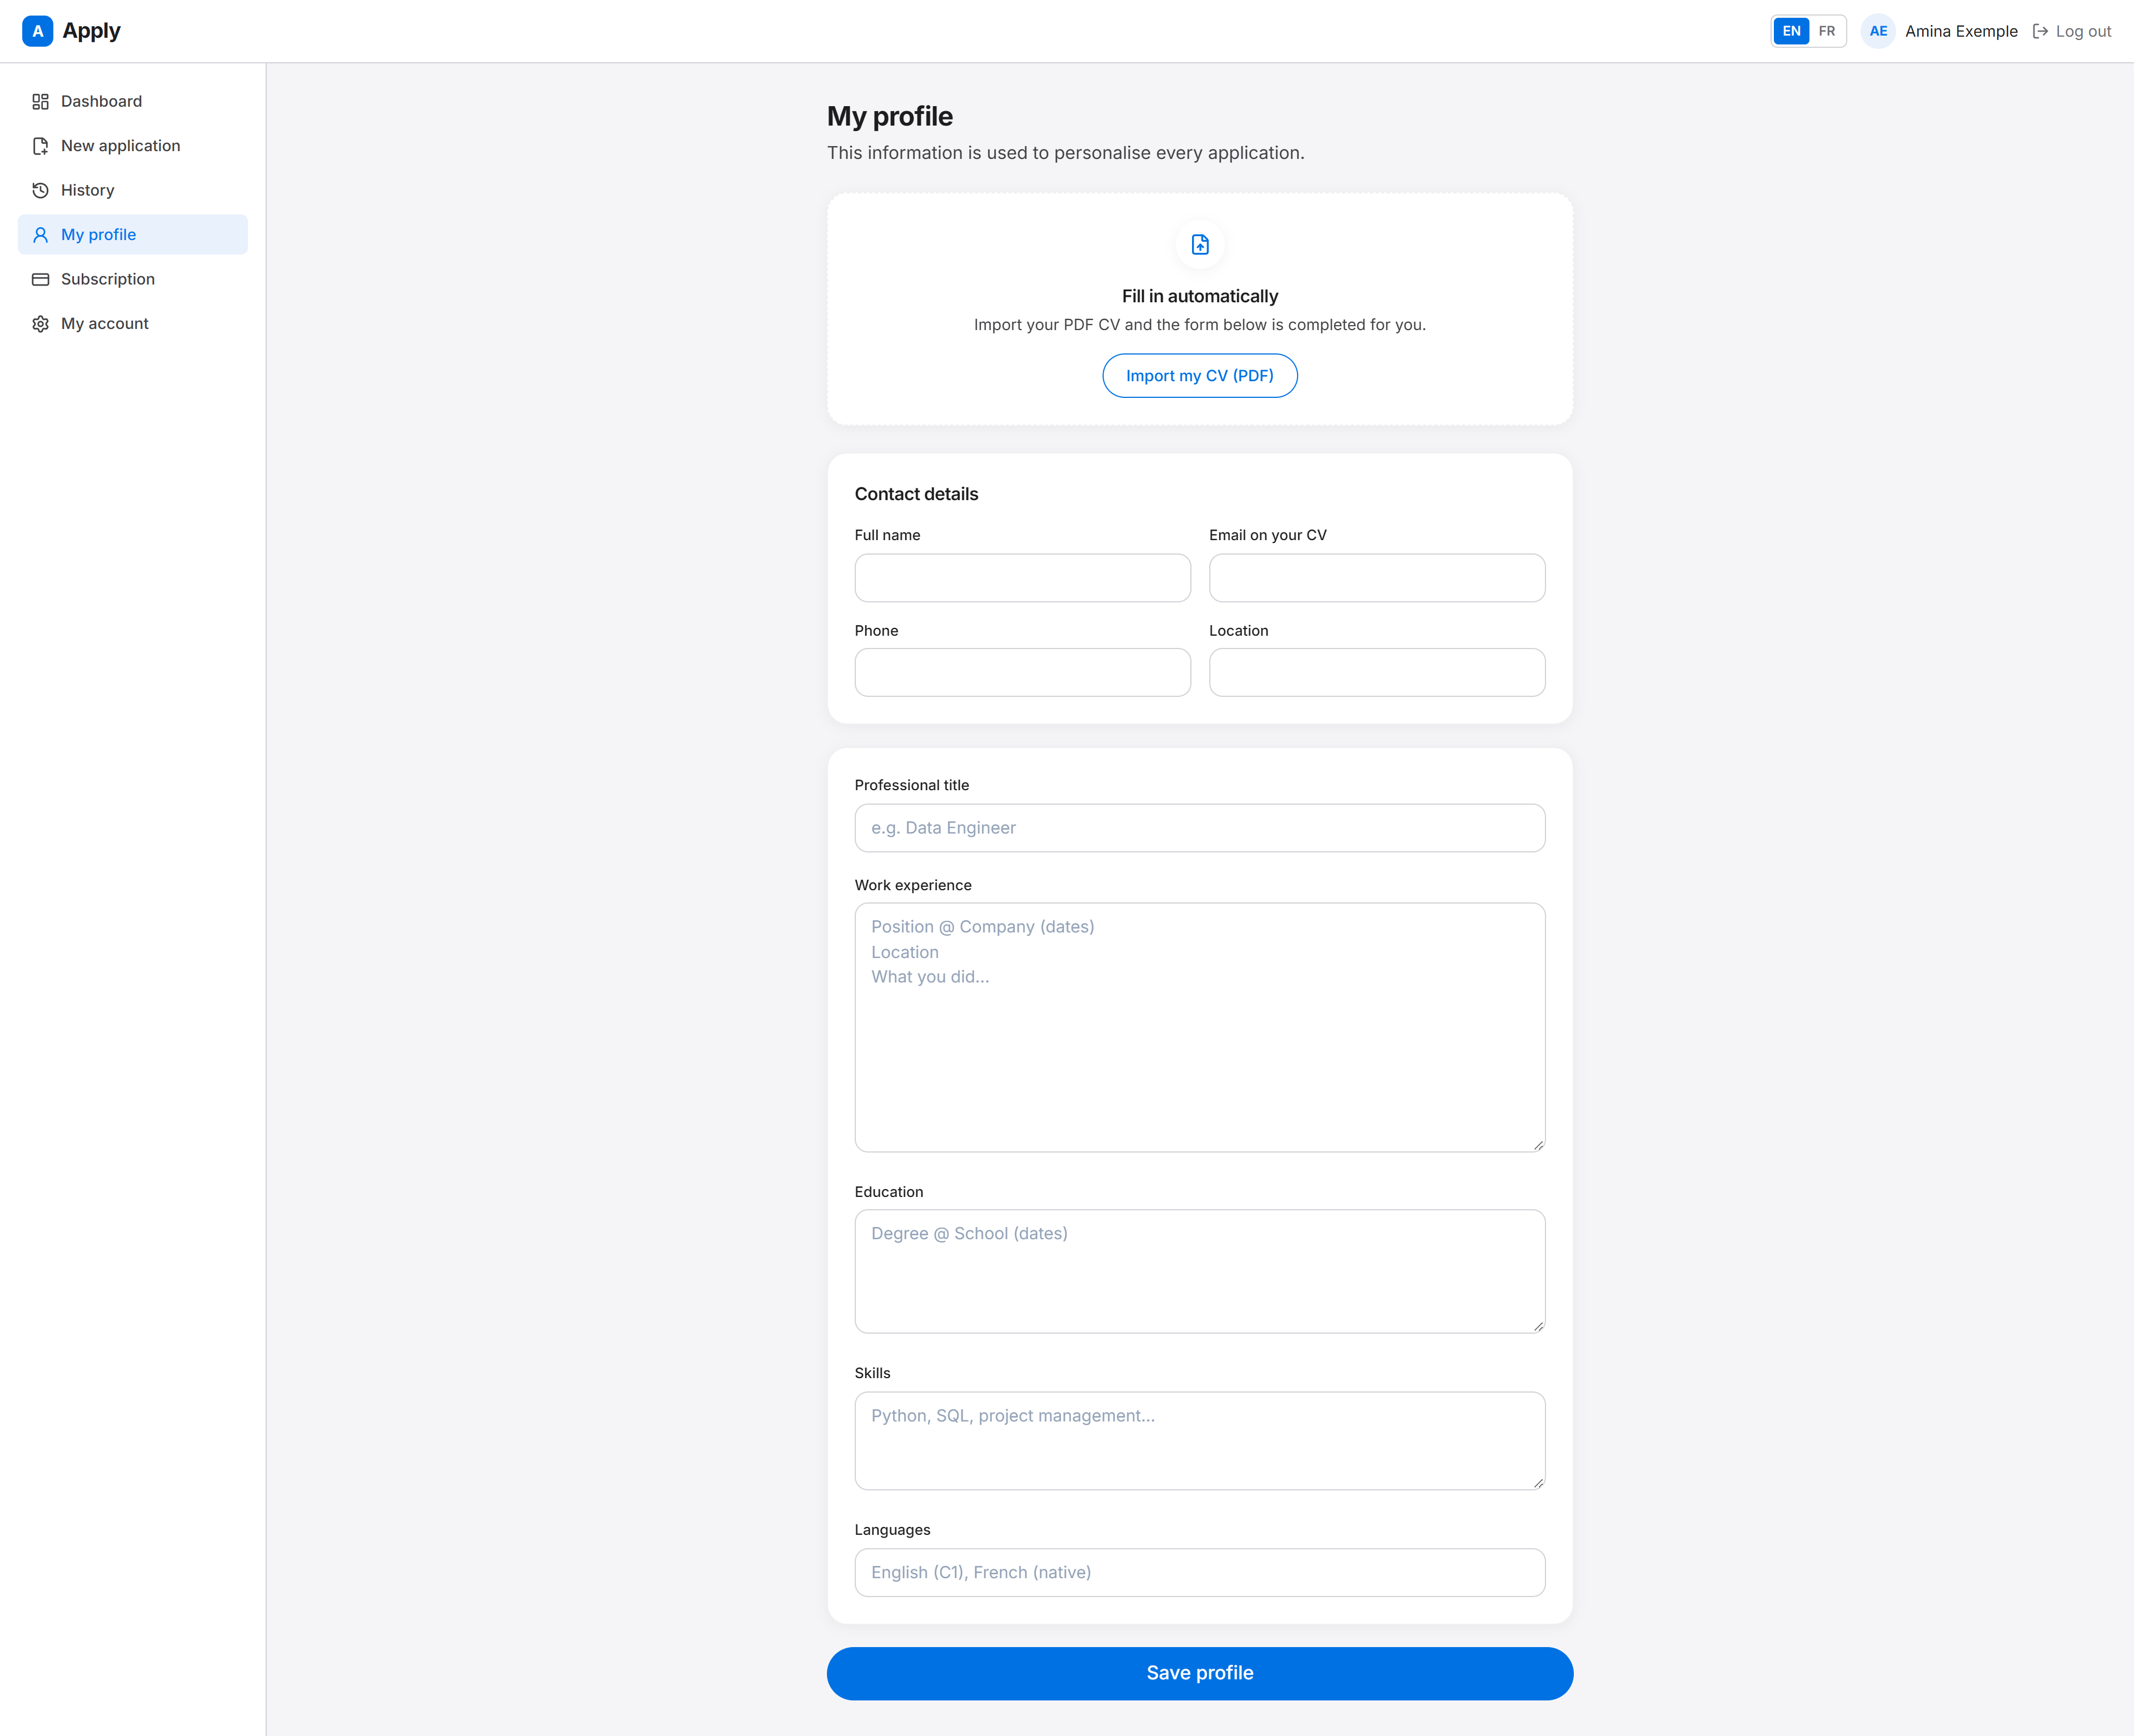 A Apply
EN FR AE Amina Exemple Log out
Dashboard
New application
History
My profile
Subscription
My account
My profile
This information is used to personalise every application.
Fill in automatically
Import your PDF CV and the form below is completed for you.
Import my CV (PDF)
Contact details
Full name
Email on your CV
Phone
Location
Professional title
e.g. Data Engineer
Work experience
Position @ Company (dates)
Location
What you did...
Education
Degree @ School (dates)
Skills
Python, SQL, project management...
Languages
English (C1), French (native)
Save profile